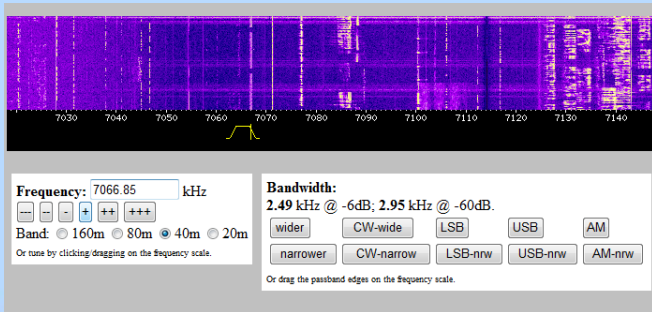 7030 7040 7050 7060 7070 7080 7090 7100 7110 7120 7130 7140
Frequency: 7066.85 kHz
--- -- - + ++ +++
Band: 160m 80m 40m 20m
Or tune by clicking/dragging on the frequency scale.
Bandwidth:
2.49 kHz @ -6dB; 2.95 kHz @ -60dB.
wider CW-wide LSB USB AM
narrower CW-narrow LSB-nrw USB-nrw AM-nrw
Or drag the passband edges on the frequency scale.